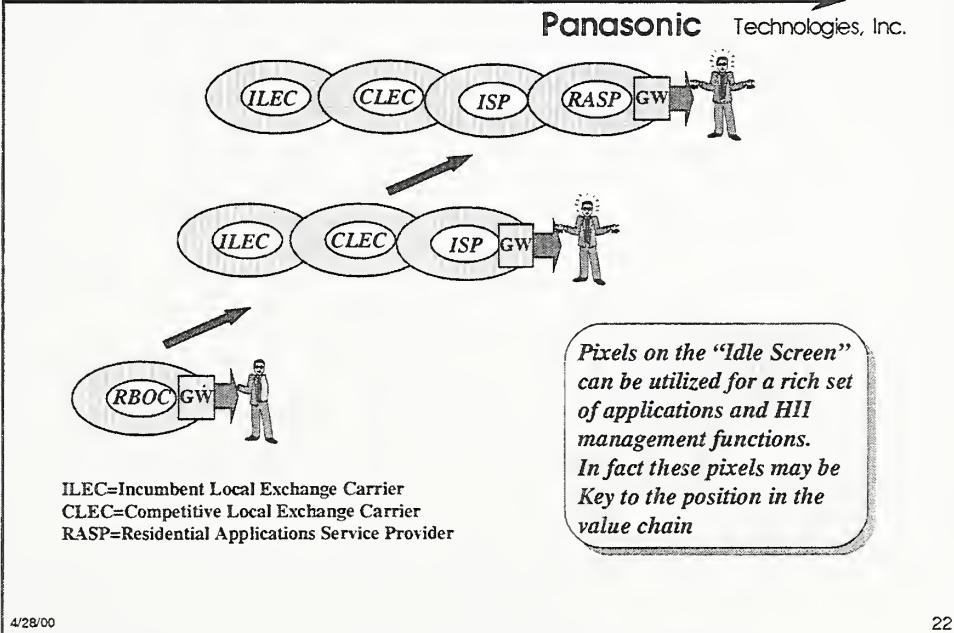 Panasonic Technologies, Inc.
ILEC CLEC ISP RASP GW
ILEC CLEC ISP GW
RBOC GW
Pixels on the "Idle Screen"
can be utilized for a rich set
of applications and HII
management functions.
In fact these pixels may be
Key to the position in the
value chain
ILEC=Incumbent Local Exchange Carrier
CLEC=Competitive Local Exchange Carrier
RASP=Residential Applications Service Provider
4/28/00 22